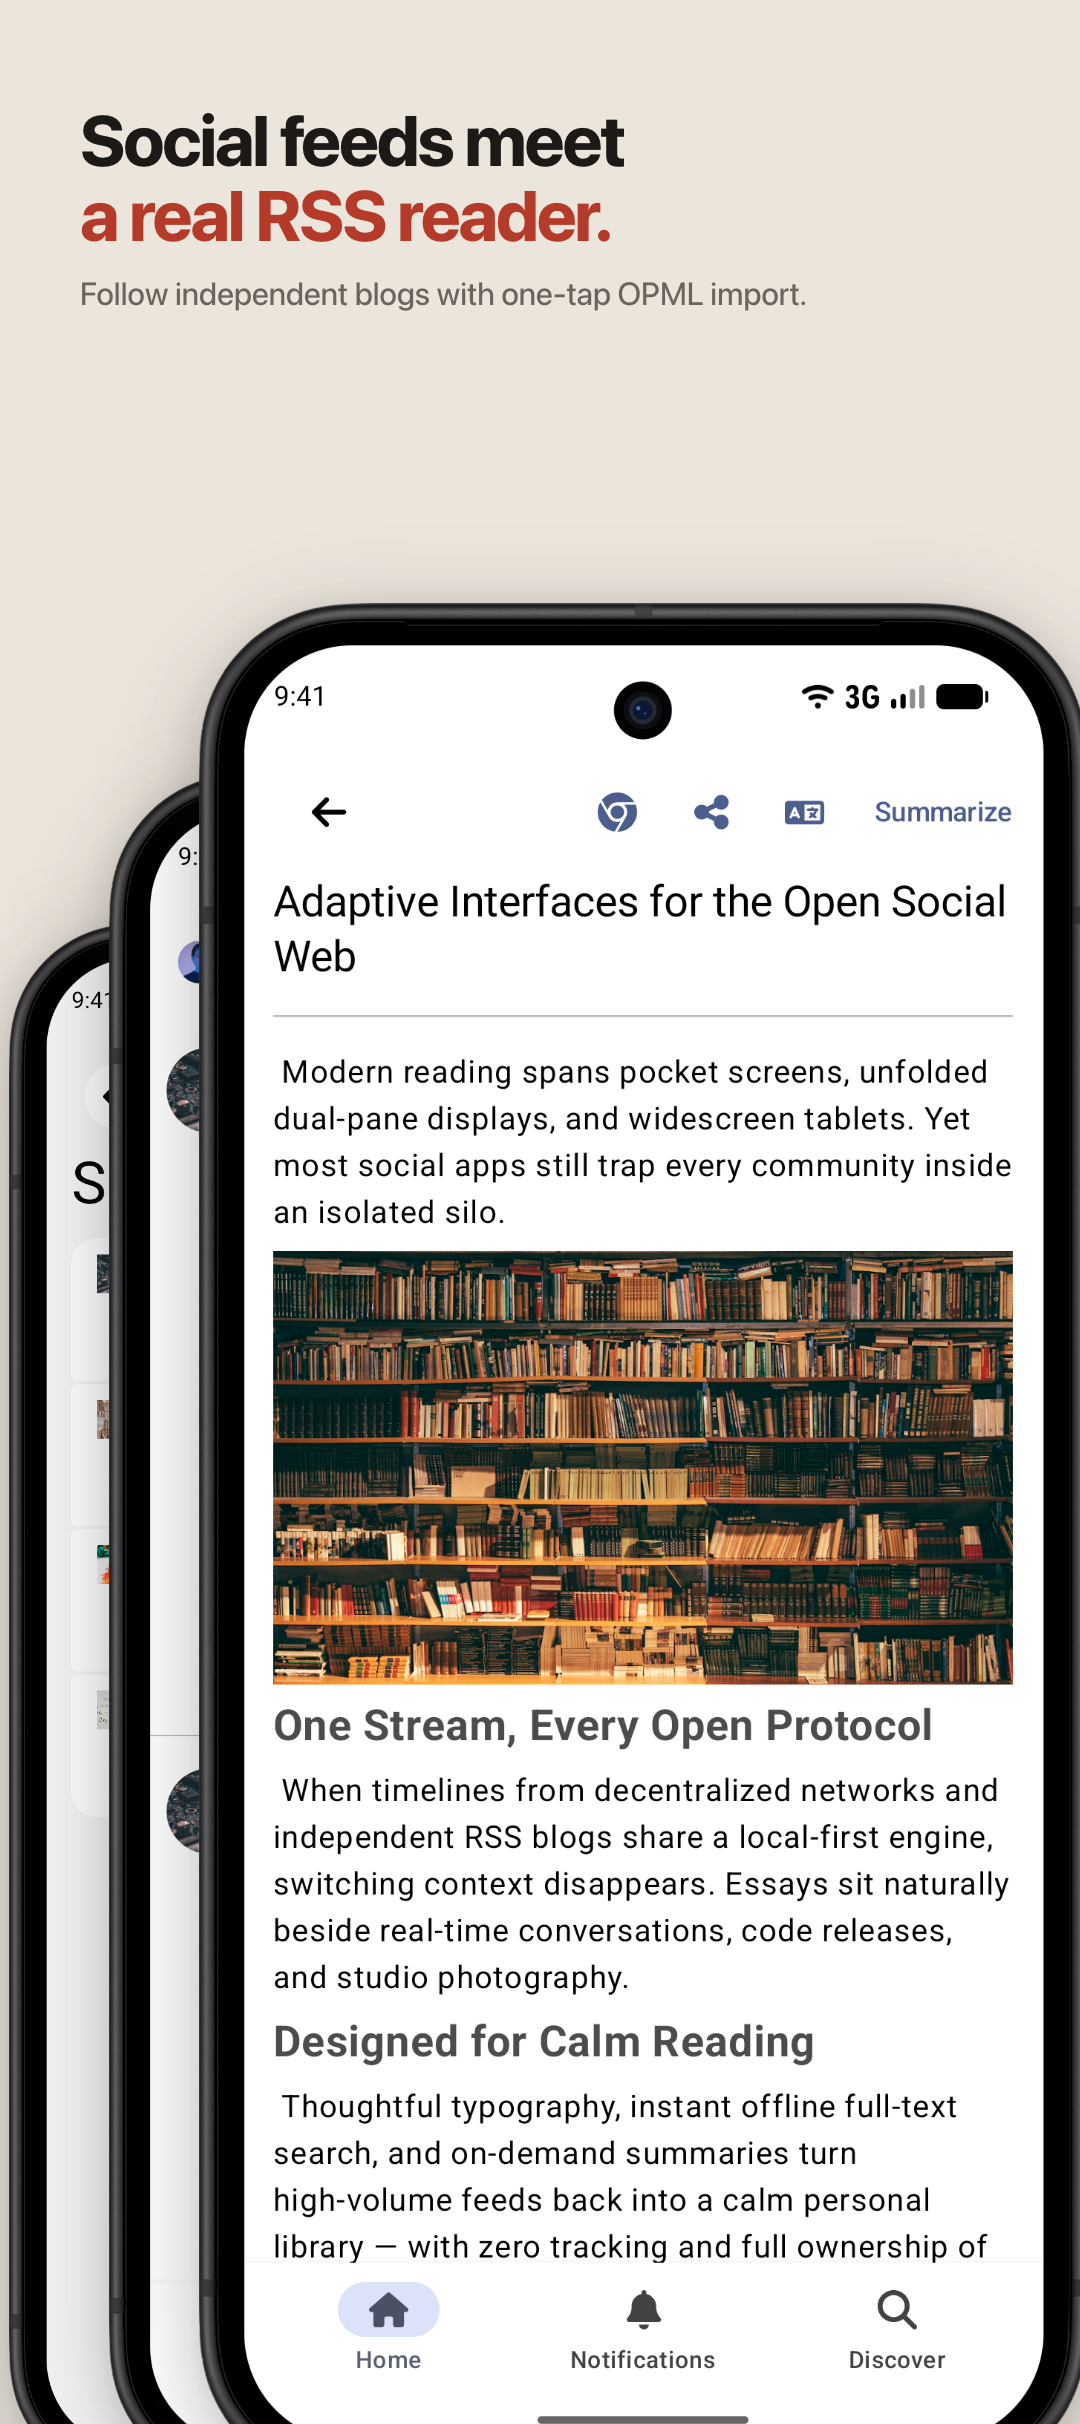 Social feeds meet
a real RSS reader.
Follow independent blogs with one-tap OPML import.
9:41
3G
Summarize
Adaptive Interfaces for the Open Social
Web
Modern reading spans pocket screens, unfolded
dual-pane displays, and widescreen tablets. Yet
most social apps still trap every community inside
an isolated silo.
One Stream, Every Open Protocol
When timelines from decentralized networks and
independent RSS blogs share a local-first engine,
switching context disappears. Essays sit naturally
beside real-time conversations, code releases,
and studio photography.
Designed for Calm Reading
Thoughtful typography, instant offline full-text
search, and on-demand summaries turn
high-volume feeds back into a calm personal
library — with zero tracking and full ownership of
Home
Notifications
Discover
9:
9:41
S